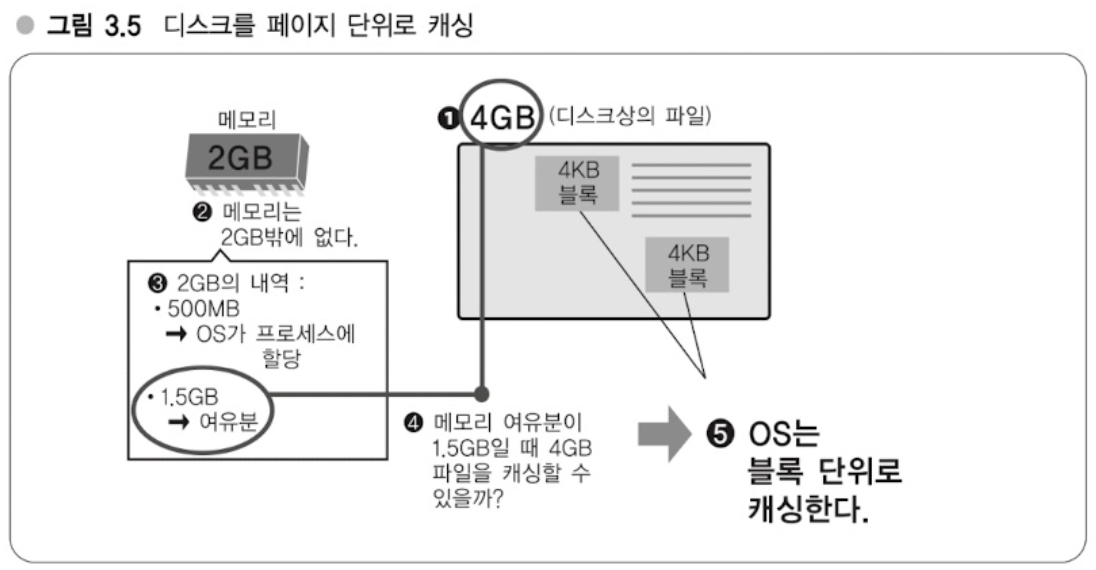 ● 그림 3.5 디스크를 페이지 단위로 캐싱
메모리
2GB
❷ 메모리는
2GB밖에 없다.
❸ 2GB의 내역 :
• 500MB
➞ OS가 프로세스에
할당
• 1.5GB
➞ 여유분
❶ 4GB (디스크상의 파일)
4KB
블록
4KB
블록
❹ 메모리 여유분이
1.5GB일 때 4GB
파일을 캐싱할 수
있을까?
❺ OS는
블록 단위로
캐싱한다.